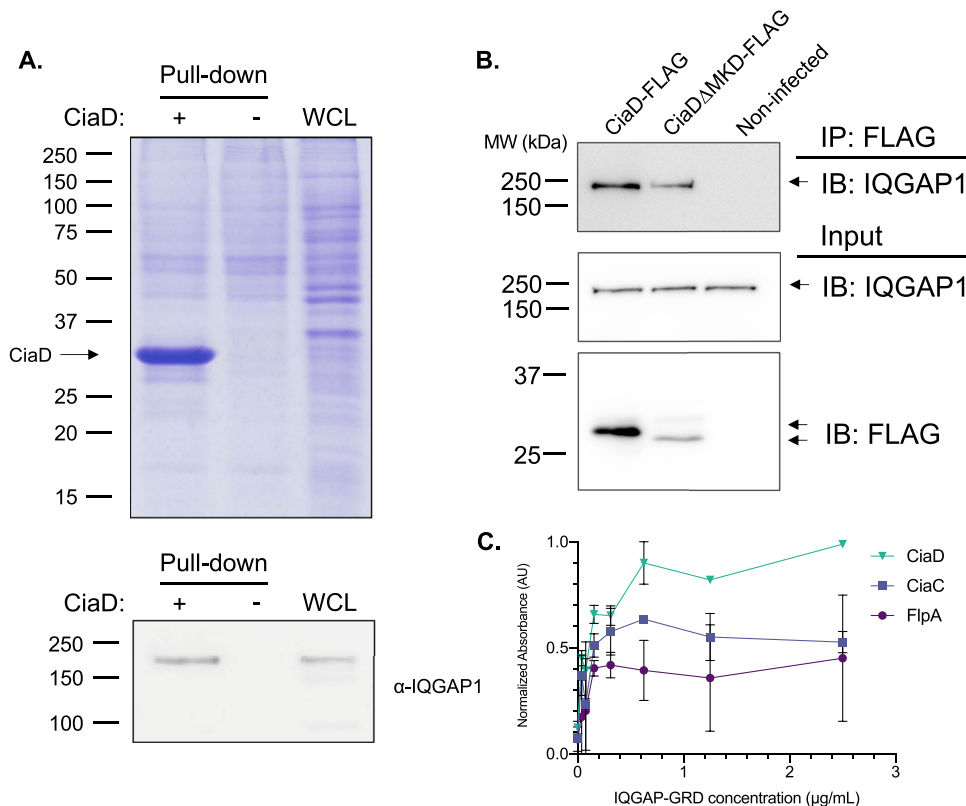 A.
Pull-down
CiaD: + - WCL
250
150
100
75
50
37
CiaD
25
20
15
Pull-down
CiaD: + - WCL
250
150
100
α-IQGAP1
B.
CiaD-FLAG
CiaDΔMKD-FLAG
Non-infected
MW (kDa)
IP: FLAG
250
IB: IQGAP1
150
Input
250
IB: IQGAP1
150
37
IB: FLAG
25
C.
1.0
0.5
0.0
Normalized Absorbance (AU)
0 1 2 3
IQGAP-GRD concentration (µg/mL)
CiaD
CiaC
FlpA